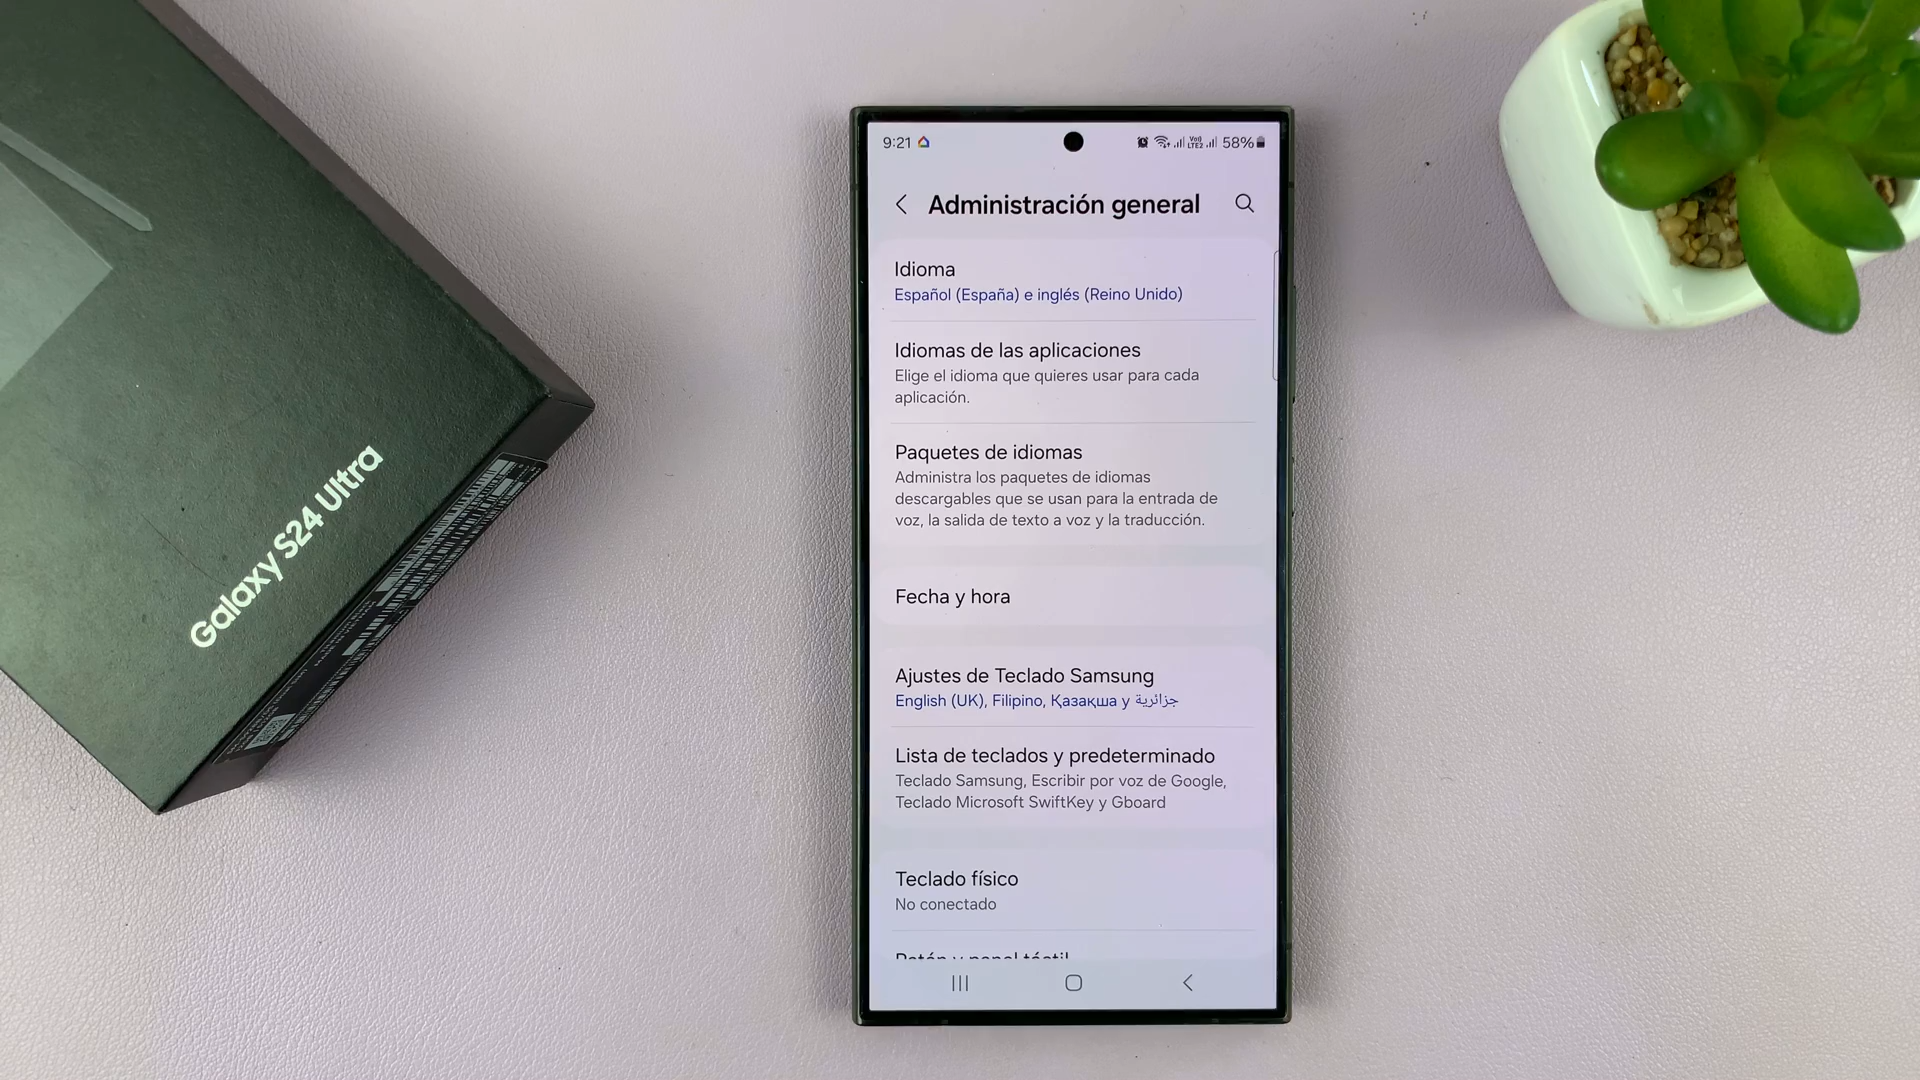 Galaxy S24 Ultra
9:21
58%
Administración general
Idioma
Español (España) e inglés (Reino Unido)
Idiomas de las aplicaciones
Elige el idioma que quieres usar para cada
aplicación.
Paquetes de idiomas
Administra los paquetes de idiomas
descargables que se usan para la entrada de
voz, la salida de texto a voz y la traducción.
Fecha y hora
Ajustes de Teclado Samsung
English (UK), Filipino, Қазақша y جزائرية
Lista de teclados y predeterminado
Teclado Samsung, Escribir por voz de Google,
Teclado Microsoft SwiftKey y Gboard
Teclado físico
No conectado